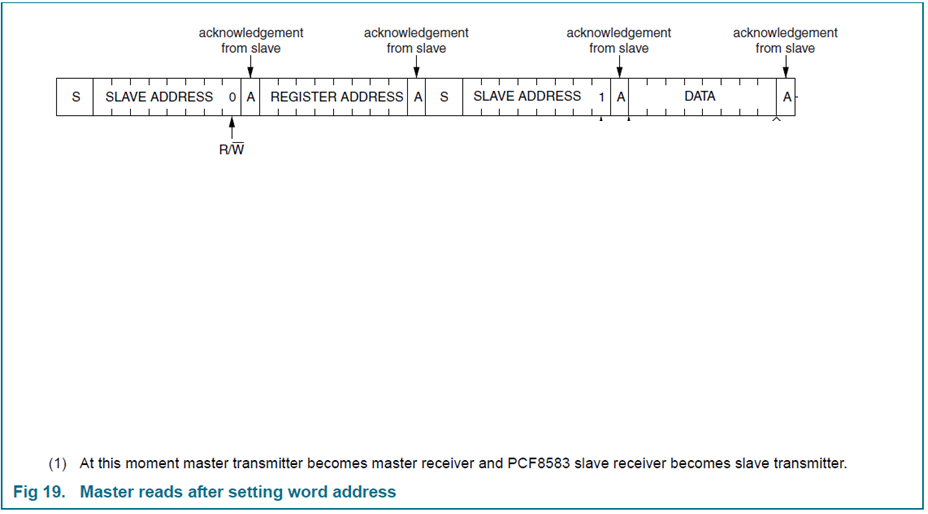 acknowledgement acknowledgement acknowledgement acknowledgement
from slave from slave from slave from slave
S SLAVE ADDRESS 0 A REGISTER ADDRESS A S SLAVE ADDRESS 1 A DATA A
R/W̅
(1) At this moment master transmitter becomes master receiver and PCF8583 slave receiver becomes slave transmitter.
Fig 19. Master reads after setting word address